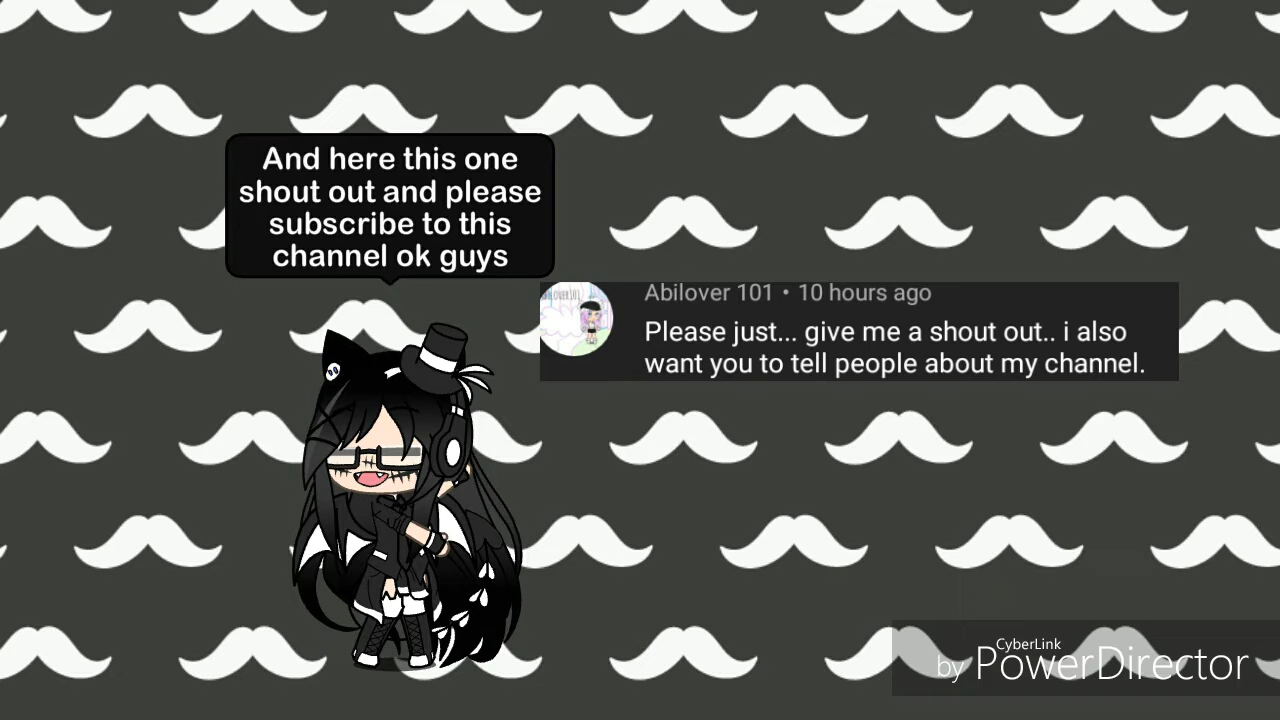 And here this one
shout out and please
subscribe to this
channel ok guys
Abilover 101 • 10 hours ago
Please just... give me a shout out.. i also
want you to tell people about my channel.
CyberLink
by PowerDirector